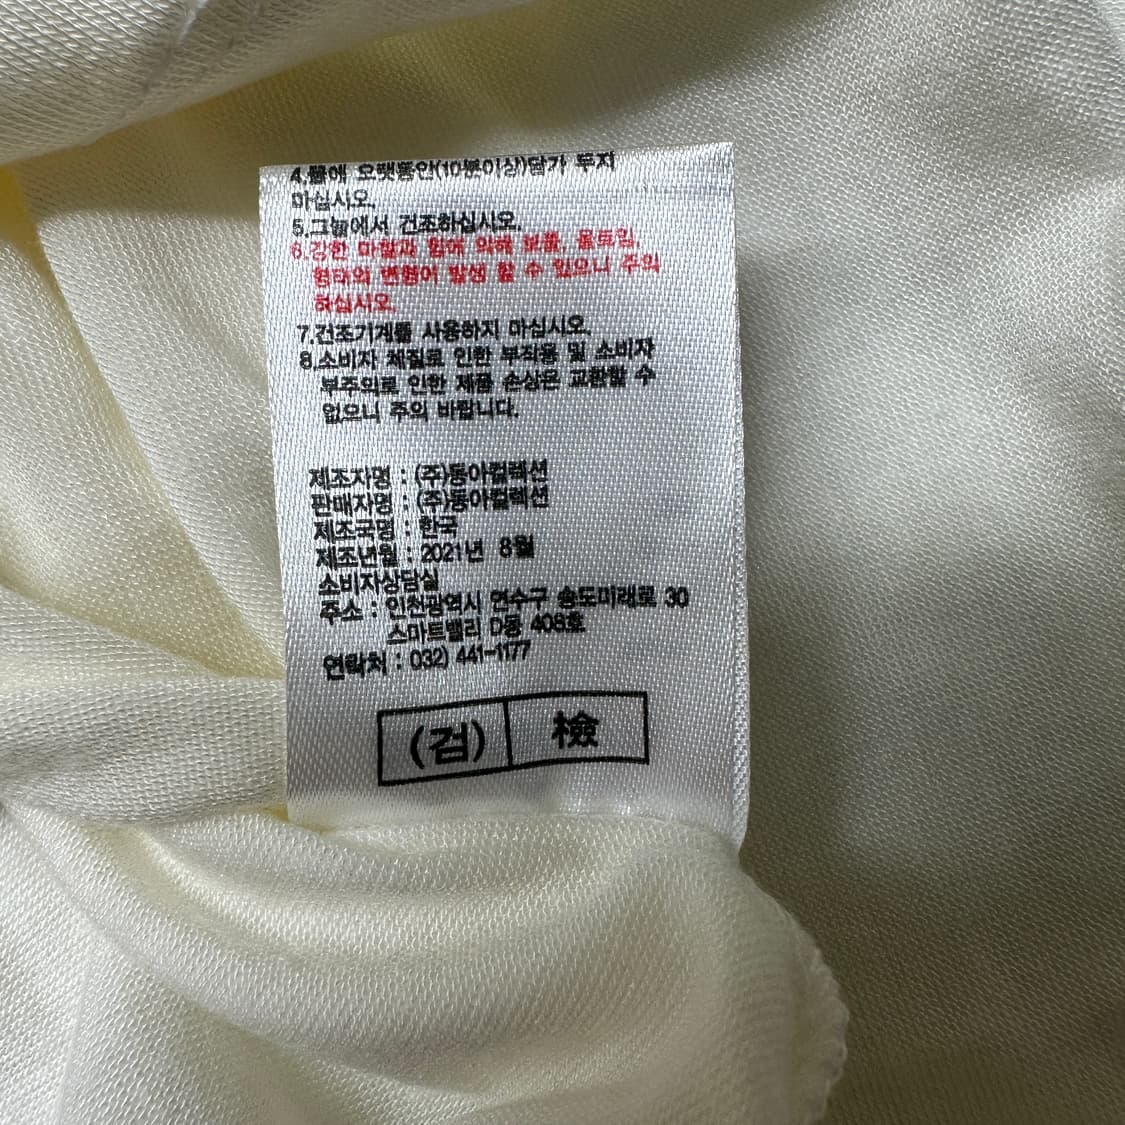 4.물에 오랫동안(10분이상)담가 두지
마십시오.
5.그늘에서 건조하십시오.
6.강한 마찰과 힘에 의해 보풀, 올트임,
형태의 변형이 발생 할 수 있으니 주의
하십시오.
7.건조기계를 사용하지 마십시오.
8.소비자 체질로 인한 부작용 및 소비자
부주의로 인한 제품 손상은 교환할 수
없으니 주의 바랍니다.
제조자명 : (주)동아컬렉션
판매자명 : (주)동아컬렉션
제조국명 : 한국
제조년월 : 2021년 8월
소비자상담실
주소 : 인천광역시 연수구 송도미래로 30
스마트밸리 D동 408호
연락처 : 032) 441-1177
(검) 檢